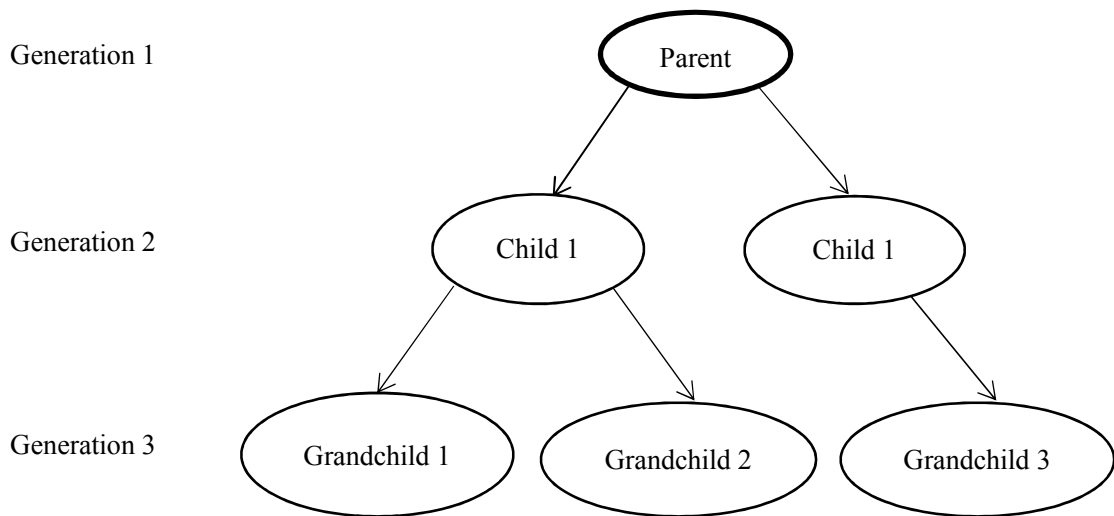 Generation 1
Parent
Generation 2
Child 1
Child 1
Generation 3
Grandchild 1
Grandchild 2
Grandchild 3